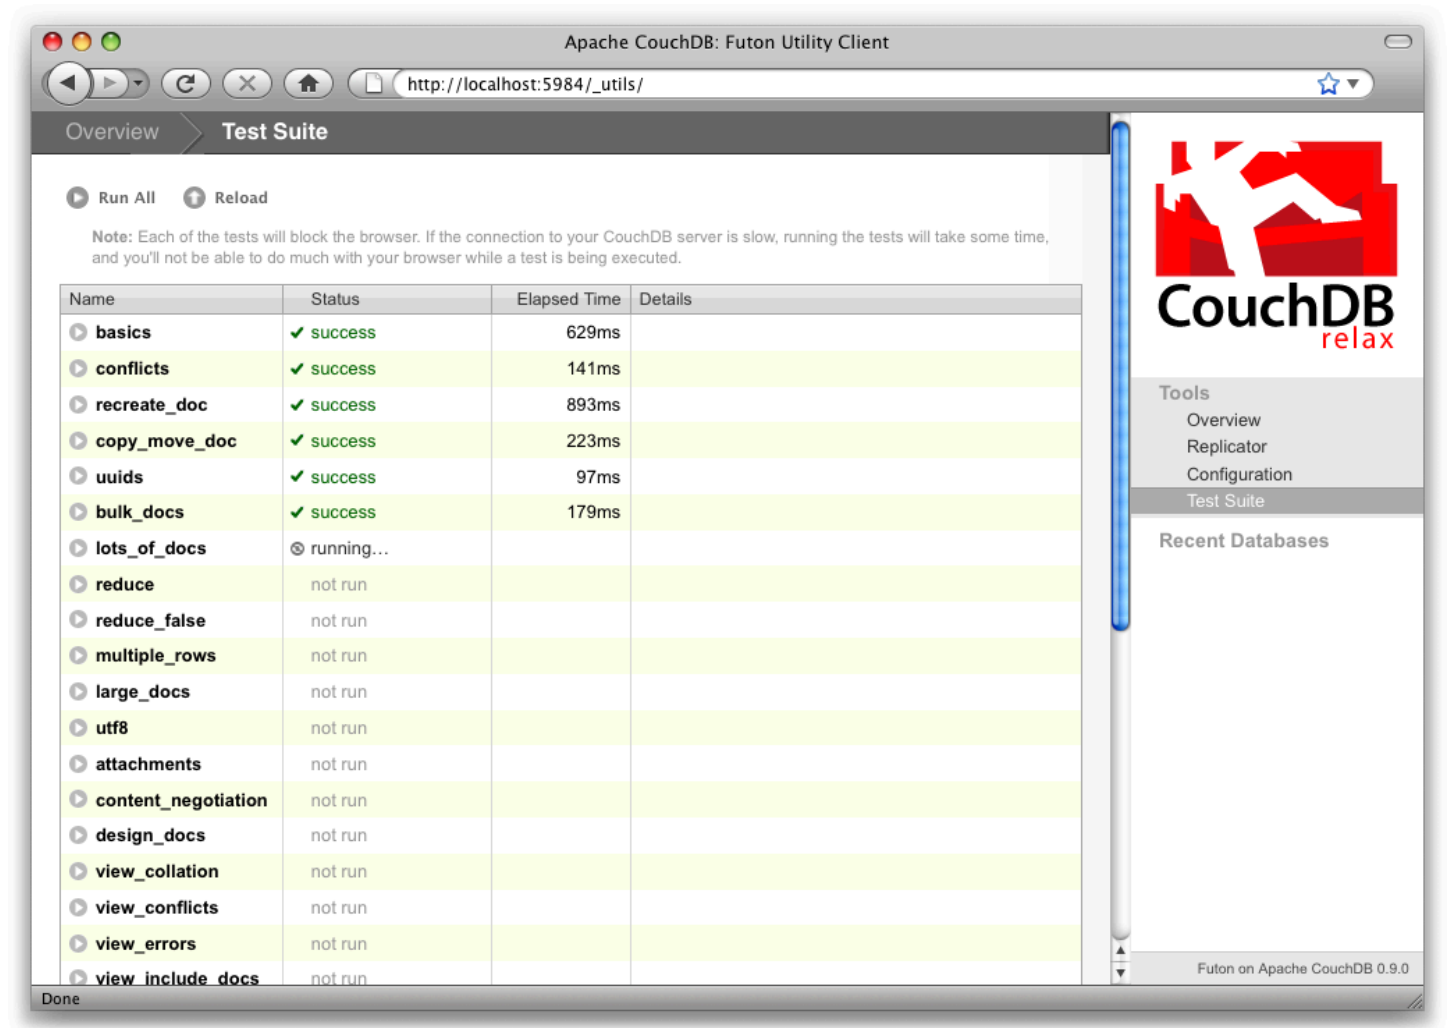 Apache CouchDB: Futon Utility Client
http://localhost:5984/_utils/
Overview Test Suite
Run All Reload
Note: Each of the tests will block the browser. If the connection to your CouchDB server is slow, running the tests will take some time,
and you'll not be able to do much with your browser while a test is being executed.
Name Status Elapsed Time Details
basics success 629ms
conflicts success 141ms
recreate_doc success 893ms
copy_move_doc success 223ms
uuids success 97ms
bulk_docs success 179ms
lots_of_docs running...
reduce not run
reduce_false not run
multiple_rows not run
large_docs not run
utf8 not run
attachments not run
content_negotiation not run
design_docs not run
view_collation not run
view_conflicts not run
view_errors not run
view_include_docs not run
CouchDB
relax
Tools
Overview
Replicator
Configuration
Test Suite
Recent Databases
Futon on Apache CouchDB 0.9.0
Done